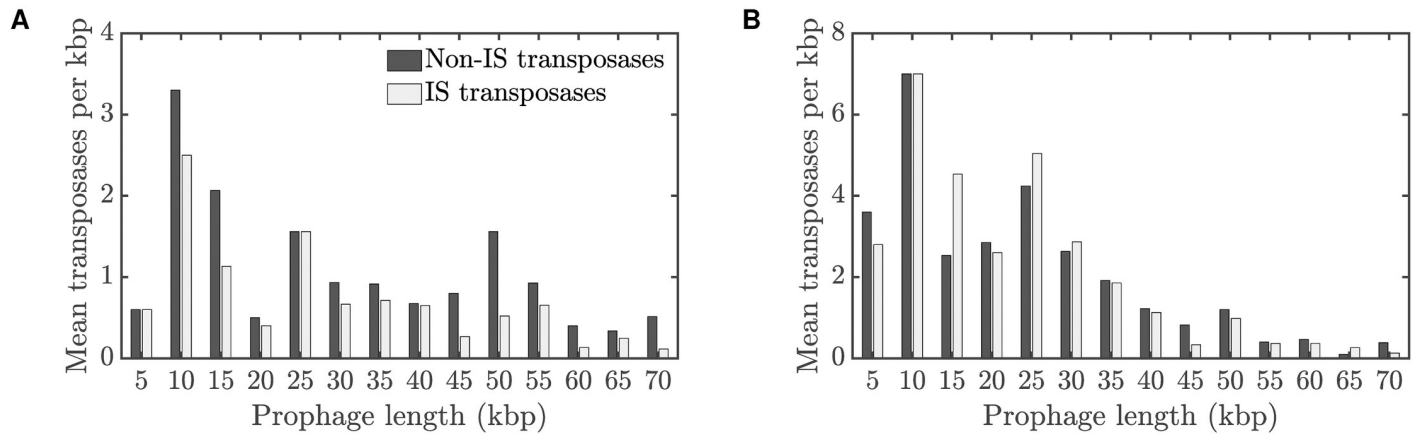 A
Mean transposases per kbp
4
3
2
1
0
Non-IS transposases
IS transposases
5 10 15 20 25 30 35 40 45 50 55 60 65 70
Prophage length (kbp)
B
Mean transposases per kbp
8
6
4
2
0
5 10 15 20 25 30 35 40 45 50 55 60 65 70
Prophage length (kbp)